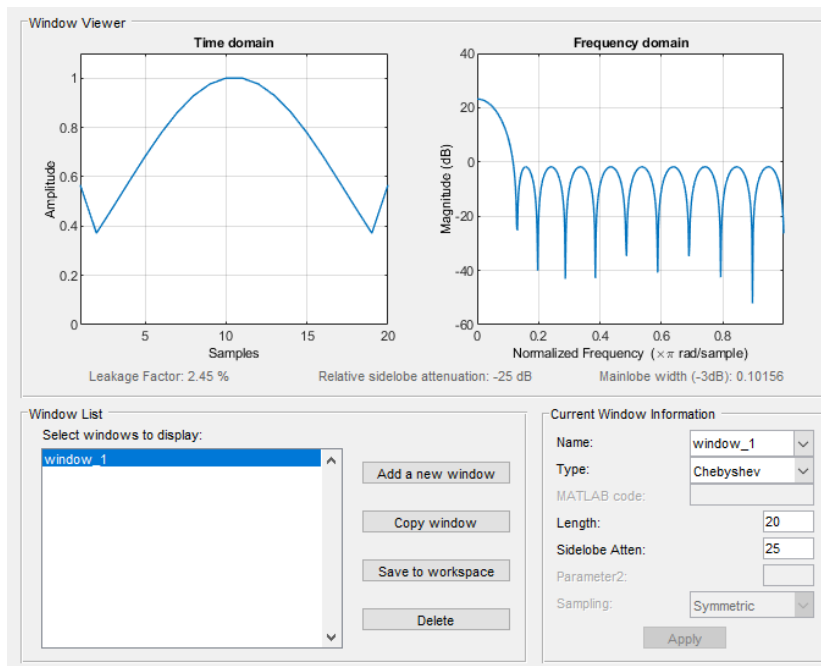 Window Viewer
Time domain
Frequency domain
1
0.8
0.6
0.4
0.2
0
Amplitude
5
10
15
20
Samples
40
20
0
-20
-40
-60
Magnitude (dB)
0
0.2
0.4
0.6
0.8
Normalized Frequency (×π rad/sample)
Leakage Factor: 2.45 %
Relative sidelobe attenuation: -25 dB
Mainlobe width (-3dB): 0.10156
Window List
Select windows to display:
window_1
Add a new window
Copy window
Save to workspace
Delete
Current Window Information
Name: window_1
Type: Chebyshev
MATLAB code:
Length: 20
Sidelobe Atten: 25
Parameter2:
Sampling: Symmetric
Apply